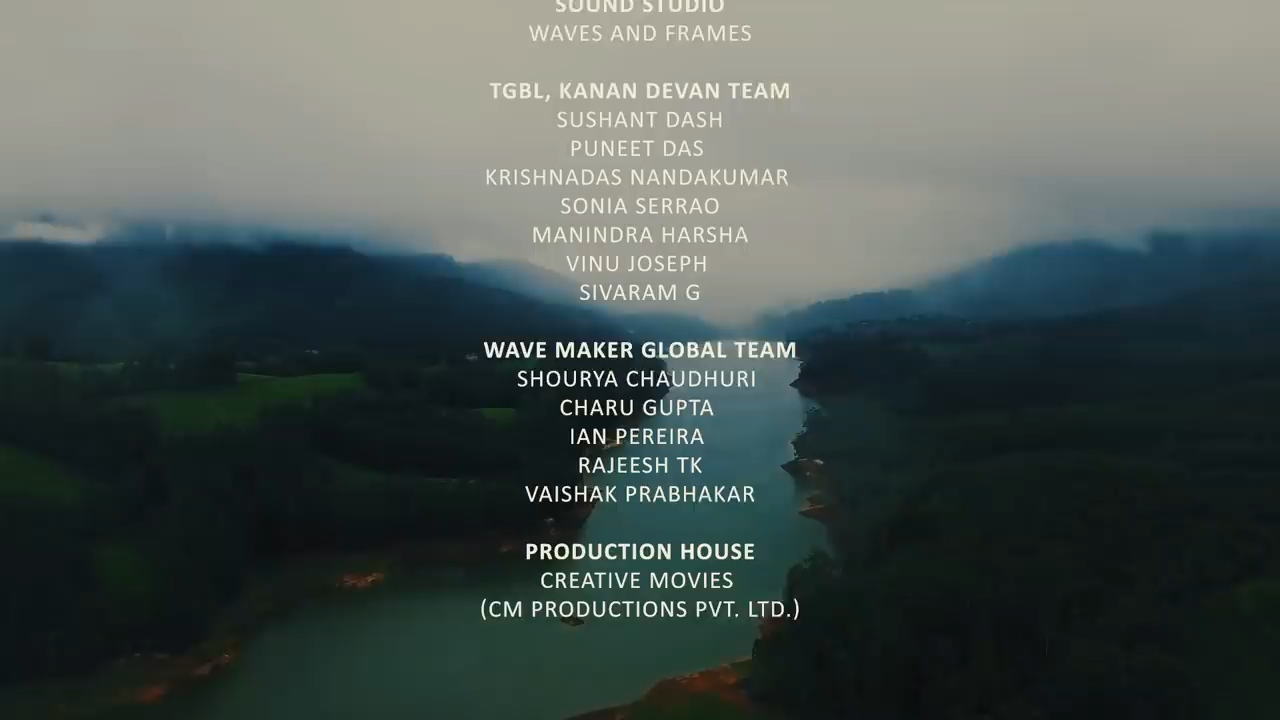 SOUND STUDIO
WAVES AND FRAMES
TGBL, KANAN DEVAN TEAM
SUSHANT DASH
PUNEET DAS
KRISHNADAS NANDAKUMAR
SONIA SERRAO
MANINDRA HARSHA
VINU JOSEPH
SIVARAM G
WAVE MAKER GLOBAL TEAM
SHOURYA CHAUDHURI
CHARU GUPTA
IAN PEREIRA
RAJEESH TK
VAISHAK PRABHAKAR
PRODUCTION HOUSE
CREATIVE MOVIES
(CM PRODUCTIONS PVT. LTD.)